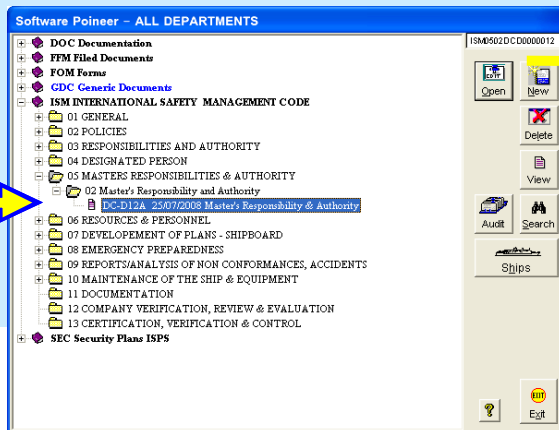 Software Poineer - ALL DEPARTMENTS
DOC Documentation
FFM Filed Documents
FOM Forms
GDC Generic Documents
ISM INTERNATIONAL SAFETY MANAGEMENT CODE
01 GENERAL
02 POLICIES
03 RESPONSIBILITIES AND AUTHORITY
04 DESIGNATED PERSON
05 MASTERS RESPONSIBILITIES & AUTHORITY
02 Master's Responsibility and Authority
DC-D12A 25/07/2008 Master's Responsibility & Authority
06 RESOURCES & PERSONNEL
07 DEVELOPEMENT OF PLANS - SHIPBOARD
08 EMERGENCY PREPAREDNESS
09 REPORTS/ANALYSIS OF NON CONFORMANCES, ACCIDENTS
10 MAINTENANCE OF THE SHIP & EQUIPMENT
11 DOCUMENTATION
12 COMPANY VERIFICATION, REVIEW & EVALUATION
13 CERTIFICATION, VERIFICATION & CONTROL
SEC Security Plans ISPS
ISM0502DCD0000012
EDIT
Open
New
Delete
View
Audit
Search
Ships
?
EXIT
Exit